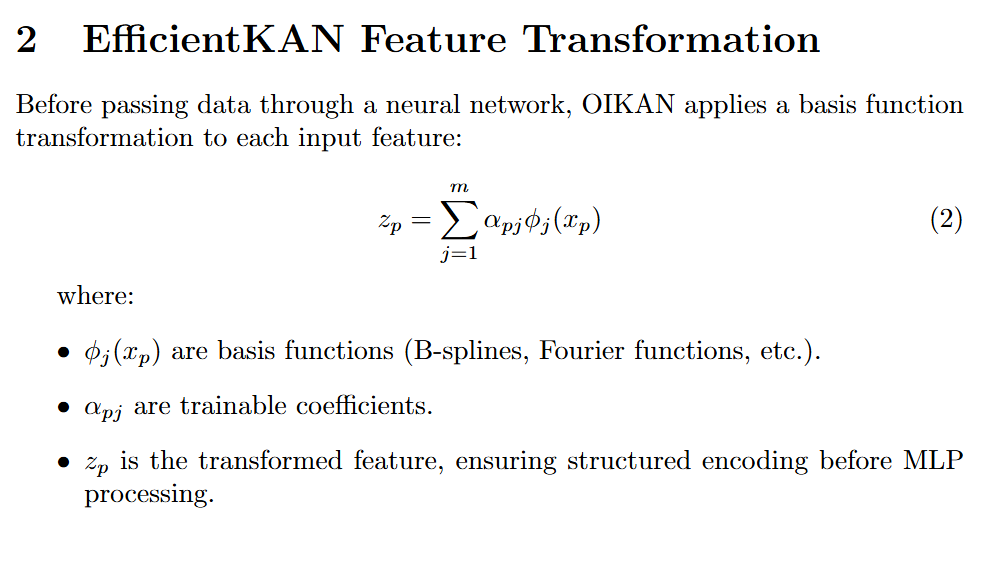 2 EfficientKAN Feature Transformation
Before passing data through a neural network, OIKAN applies a basis function
transformation to each input feature:
$$z_p = \sum_{j=1}^{m} \alpha_{pj} \phi_j(x_p) \quad (2)$$
where:
• $\phi_j(x_p)$ are basis functions (B-splines, Fourier functions, etc.).
• $\alpha_{pj}$ are trainable coefficients.
• $z_p$ is the transformed feature, ensuring structured encoding before MLP
processing.